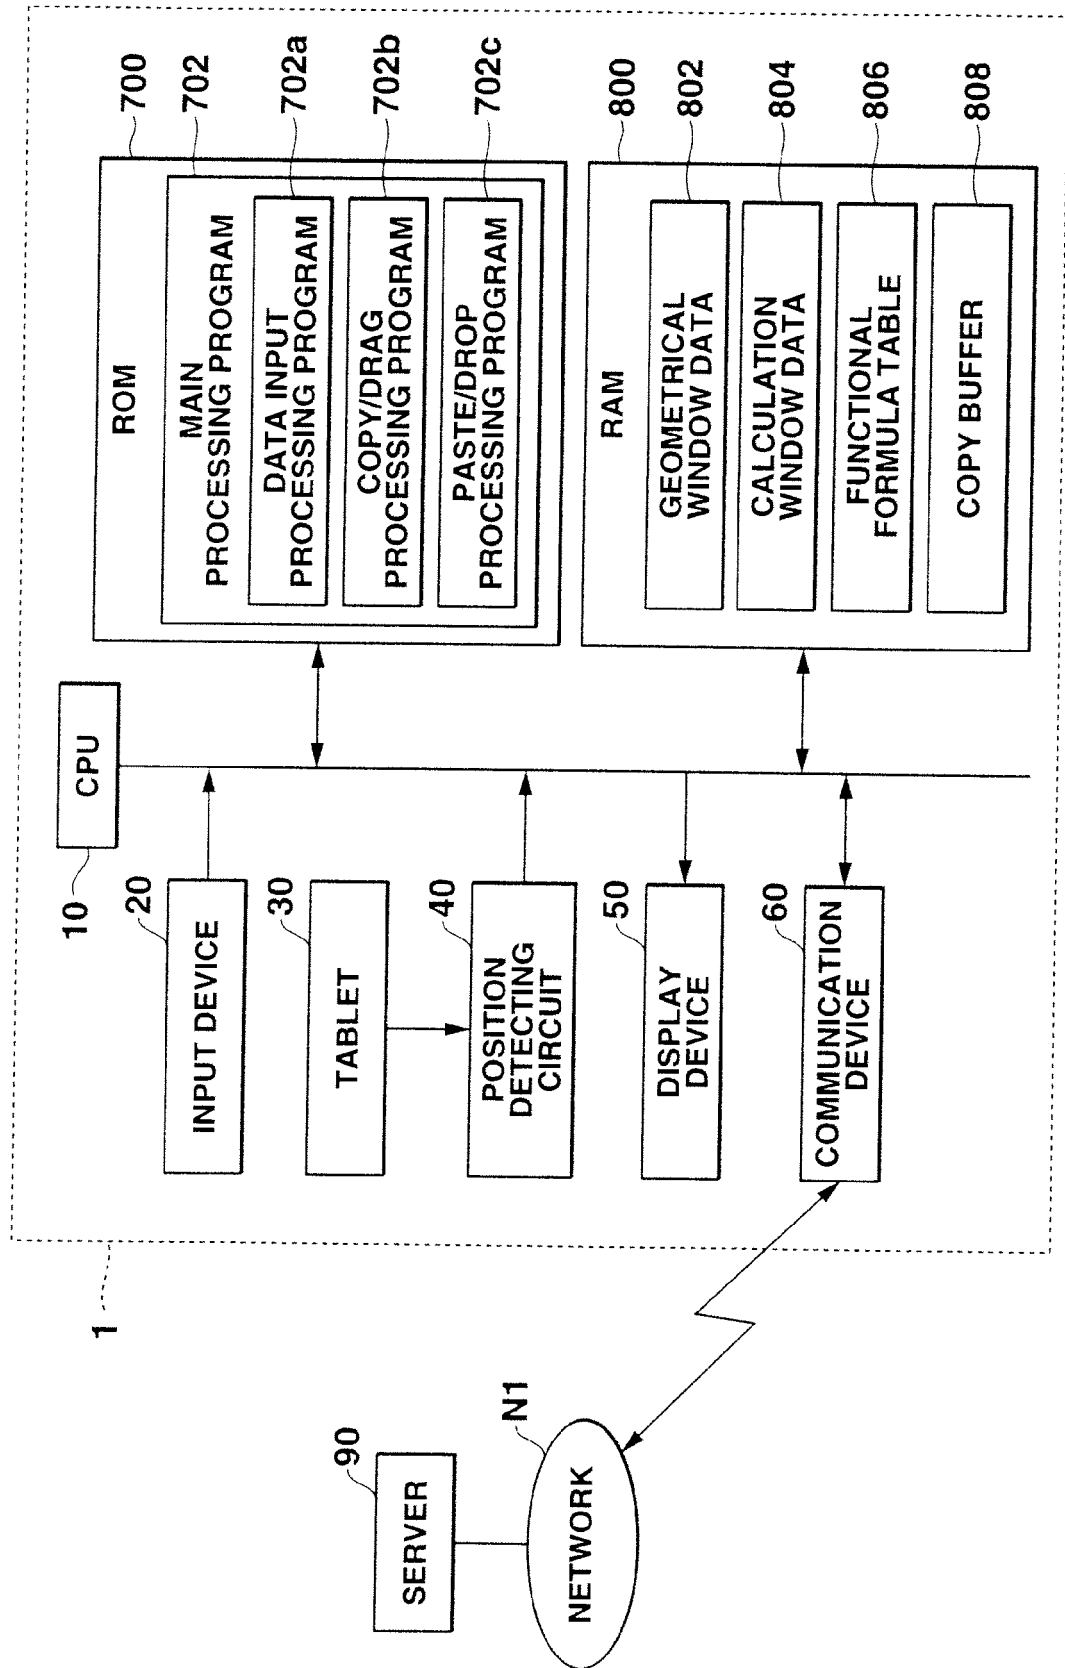 1
CPU
10
INPUT DEVICE
20
TABLET
30
POSITION
DETECTING
CIRCUIT
40
DISPLAY
DEVICE
50
COMMUNICATION
DEVICE
60
ROM
700
MAIN
PROCESSING PROGRAM
702
DATA INPUT
PROCESSING PROGRAM
702a
COPY/DRAG
PROCESSING PROGRAM
702b
PASTE/DROP
PROCESSING PROGRAM
702c
RAM
800
GEOMETRICAL
WINDOW DATA
802
CALCULATION
WINDOW DATA
804
FUNCTIONAL
FORMULA TABLE
806
COPY BUFFER
808
SERVER
90
NETWORK
N1